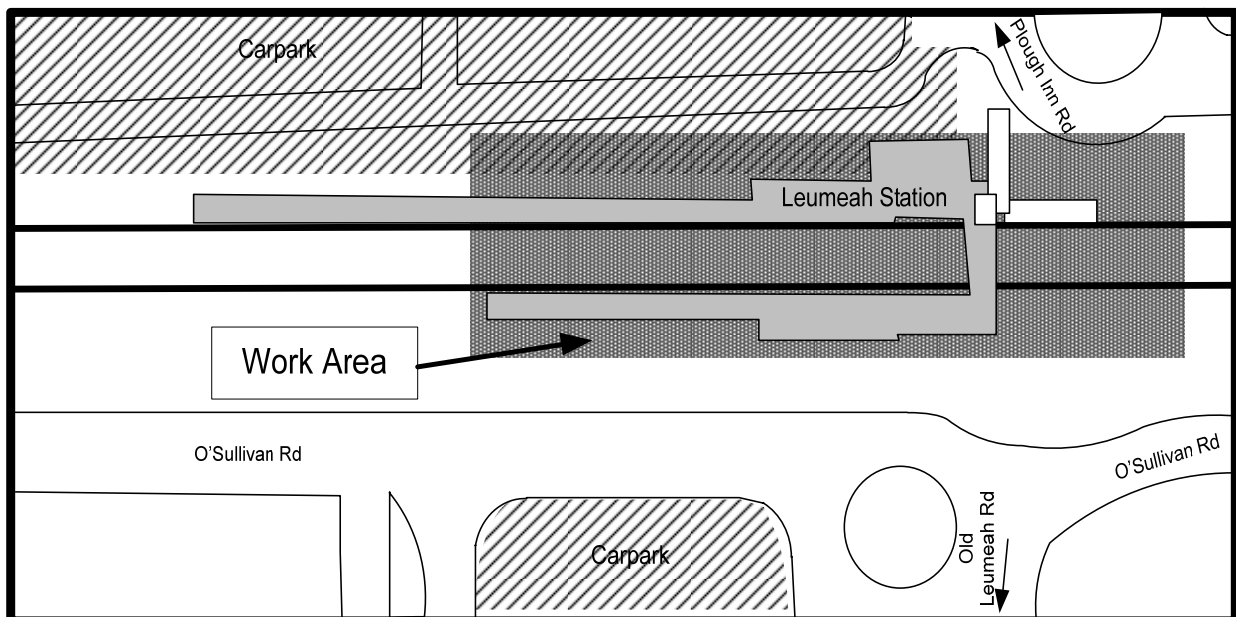 Carpark
Plough Inn Rd
Leumeah Station
Work Area
O'Sullivan Rd
O'Sullivan Rd
Carpark
Old
Leumeah Rd